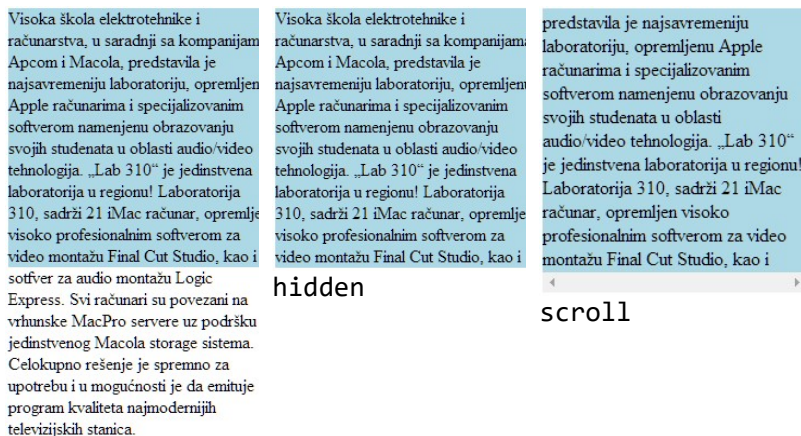 Visoka škola elektrotehnike i
računarstva, u saradnji sa kompanijam
Apcom i Macola, predstavila je
najsavremeniju laboratoriju, opremljen
Apple računarima i specijalizovanim
softverom namenjenu obrazovanju
svojih studenata u oblasti audio/video
tehnologija. „Lab 310“ je jedinstvena
laboratorija u regionu! Laboratorija
310, sadrži 21 iMac računar, opremlje
visoko profesionalnim softverom za
video montažu Final Cut Studio, kao i
sotfver za audio montažu Logic
Express. Svi računari su povezani na
vrhunske MacPro servere uz podršku
jedinstvenog Macola storage sistema.
Celokupno rešenje je spremno za
upotrebu i u mogućnosti je da emituje
program kvaliteta najmodernijih
televizijskih stanica.
Visoka škola elektrotehnike i
računarstva, u saradnji sa kompanijama
Apcom i Macola, predstavila je
najsavremeniju laboratoriju, opremljenu
Apple računarima i specijalizovanim
softverom namenjenu obrazovanju
svojih studenata u oblasti audio/video
tehnologija. „Lab 310“ je jedinstvena
laboratorija u regionu! Laboratorija
310, sadrži 21 iMac računar, opremlje
visoko profesionalnim softverom za
video montažu Final Cut Studio, kao i
hidden
predstavila je najsavremeniju
laboratoriju, opremljenu Apple
računarima i specijalizovanim
softverom namenjenu obrazovanju
svojih studenata u oblasti
audio/video tehnologija. „Lab 310“
je jedinstvena laboratorija u regionu!
Laboratorija 310, sadrži 21 iMac
računar, opremljen visoko
profesionalnim softverom za video
montažu Final Cut Studio, kao i
scroll